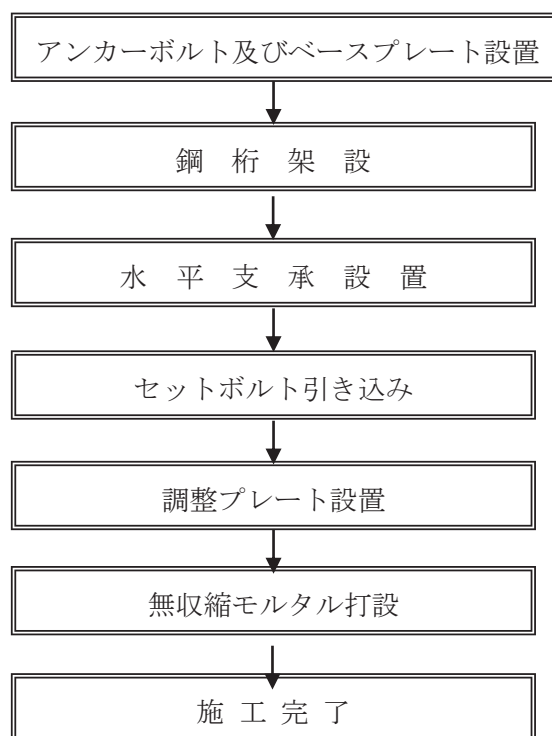 アンカーボルト及びベースプレート設置
鋼 桁 架 設
水 平 支 承 設 置
セットボルト引き込み
調整プレート設置
無収縮モルタル打設
施 工 完 了